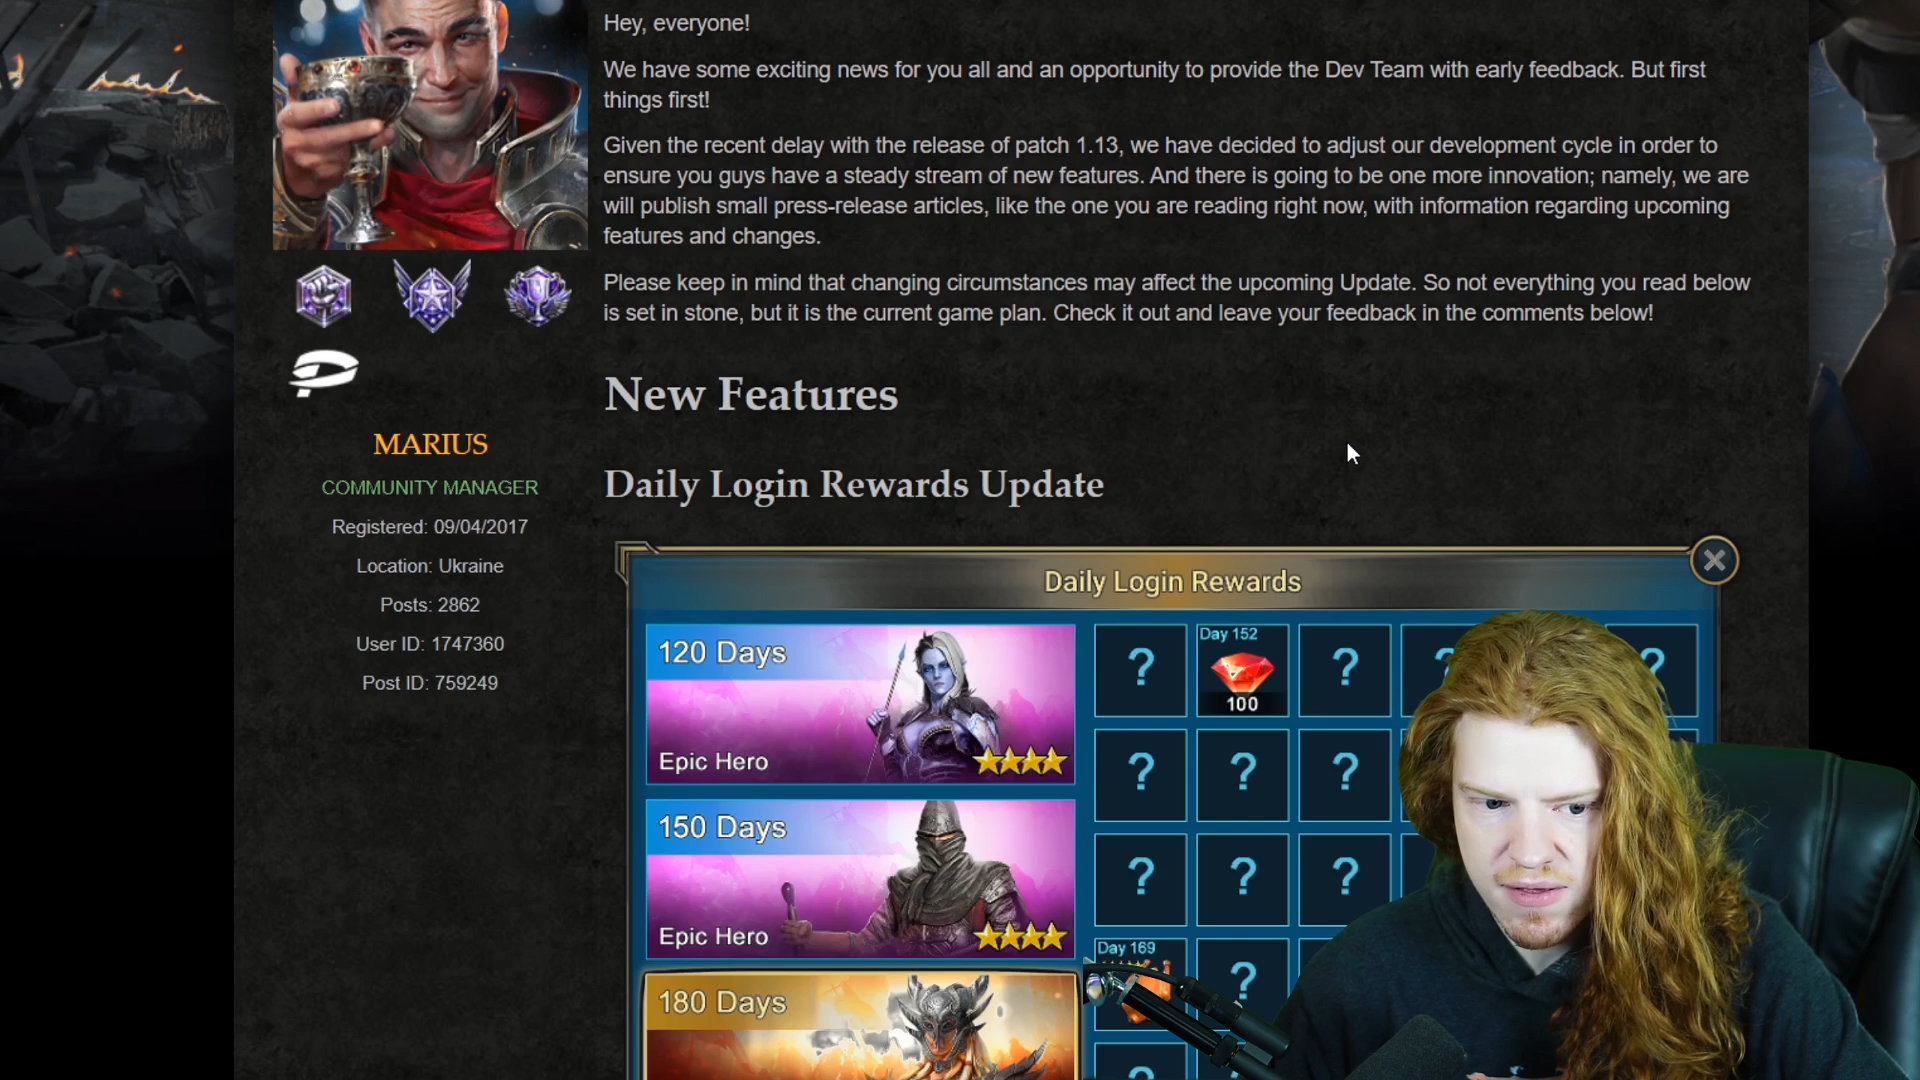 Hey, everyone!
We have some exciting news for you all and an opportunity to provide the Dev Team with early feedback. But first
things first!
Given the recent delay with the release of patch 1.13, we have decided to adjust our development cycle in order to
ensure you guys have a steady stream of new features. And there is going to be one more innovation; namely, we are
will publish small press-release articles, like the one you are reading right now, with information regarding upcoming
features and changes.
Please keep in mind that changing circumstances may affect the upcoming Update. So not everything you read below
is set in stone, but it is the current game plan. Check it out and leave your feedback in the comments below!
New Features
MARIUS
COMMUNITY MANAGER
Registered: 09/04/2017
Location: Ukraine
Posts: 2862
User ID: 1747360
Post ID: 759249
Daily Login Rewards Update
Daily Login Rewards
120 Days
Epic Hero
150 Days
Epic Hero
180 Days
? Day 152 ? ? ?
100
? ? ?
? ? ?
Day 169 ?
?